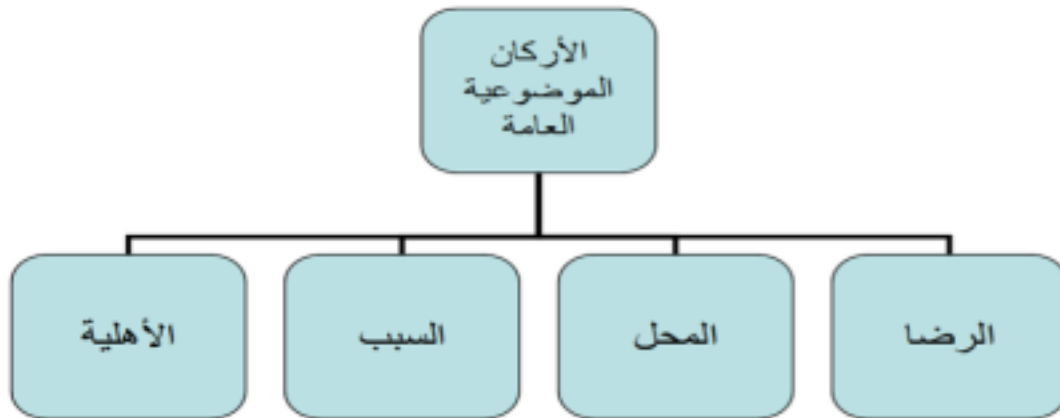 الأركان
الموضوعية
العامة
الرضا
المحل
السبب
الأهلية